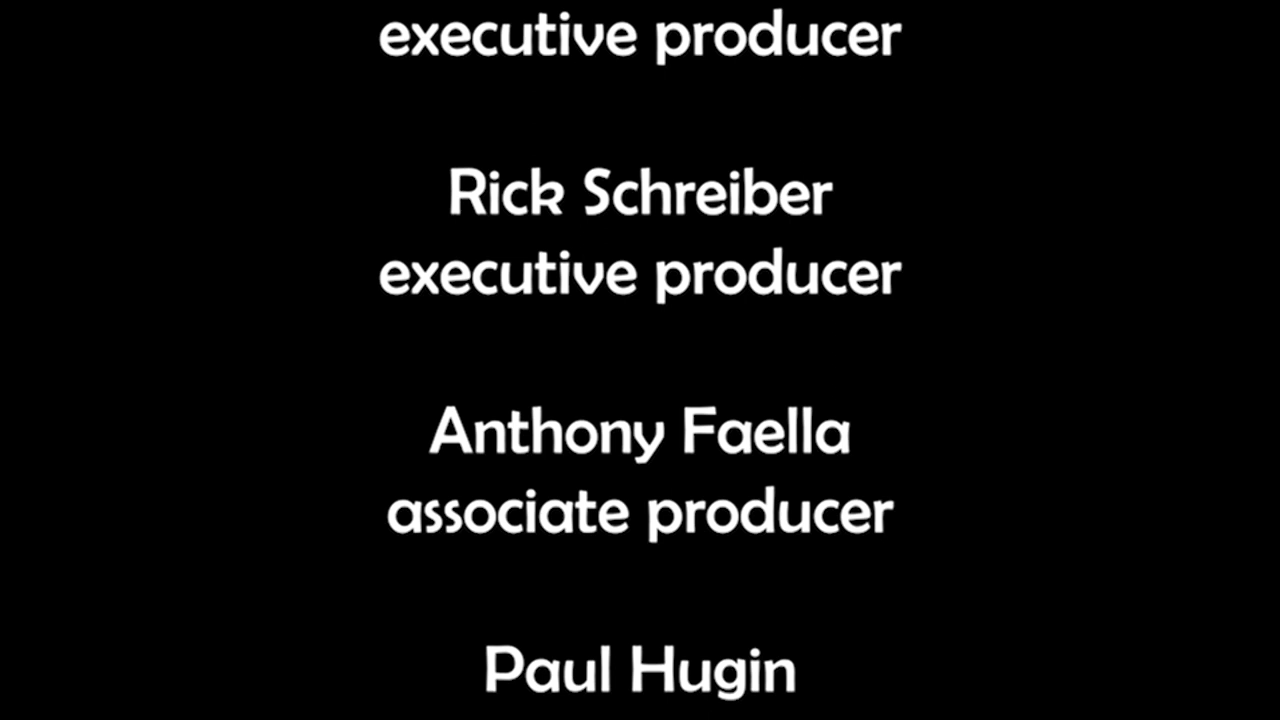 executive producer
Rick Schreiber
executive producer
Anthony Faella
associate producer
Paul Hugin